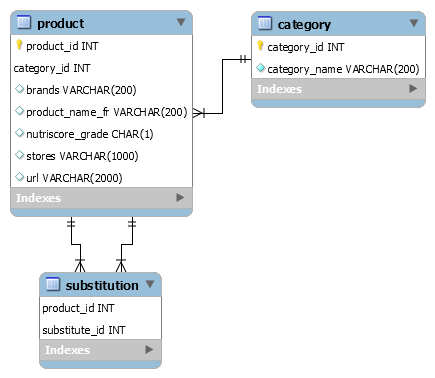 product
product_id INT
category_id INT
brands VARCHAR(200)
product_name_fr VARCHAR(200)
nutriscore_grade CHAR(1)
stores VARCHAR(1000)
url VARCHAR(2000)
Indexes
category
category_id INT
category_name VARCHAR(200)
Indexes
substitution
product_id INT
substitute_id INT
Indexes